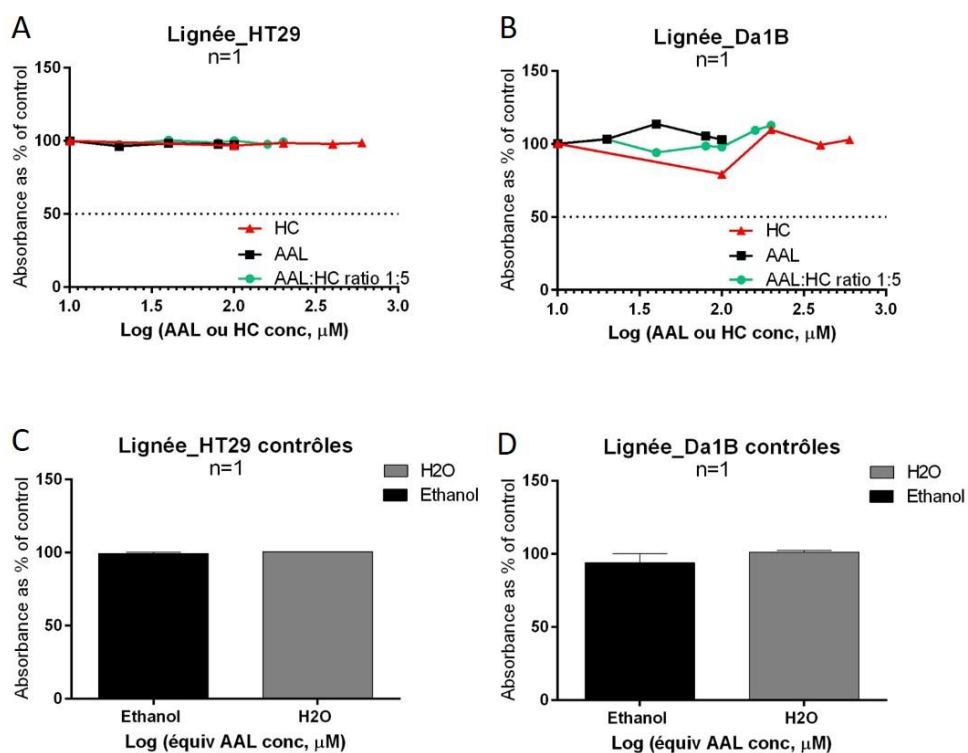 A
Lignée_HT29
n=1
Absorbance as % of control
150
100
50
0
HC
AAL
AAL:HC ratio 1:5
1.0
1.5
2.0
2.5
3.0
Log (AAL ou HC conc, µM)
B
Lignée_Da1B
n=1
Absorbance as % of control
150
100
50
0
HC
AAL
AAL:HC ratio 1:5
1.0
1.5
2.0
2.5
3.0
Log (AAL ou HC conc, µM)
C
Lignée_HT29 contrôles
n=1
H2O
Ethanol
Absorbance as % of control
150
100
50
0
Ethanol
H2O
Log (équiv AAL conc, µM)
D
Lignée_Da1B contrôles
n=1
H2O
Ethanol
Absorbance as % of control
150
100
50
0
Ethanol
H2O
Log (équiv AAL conc, µM)